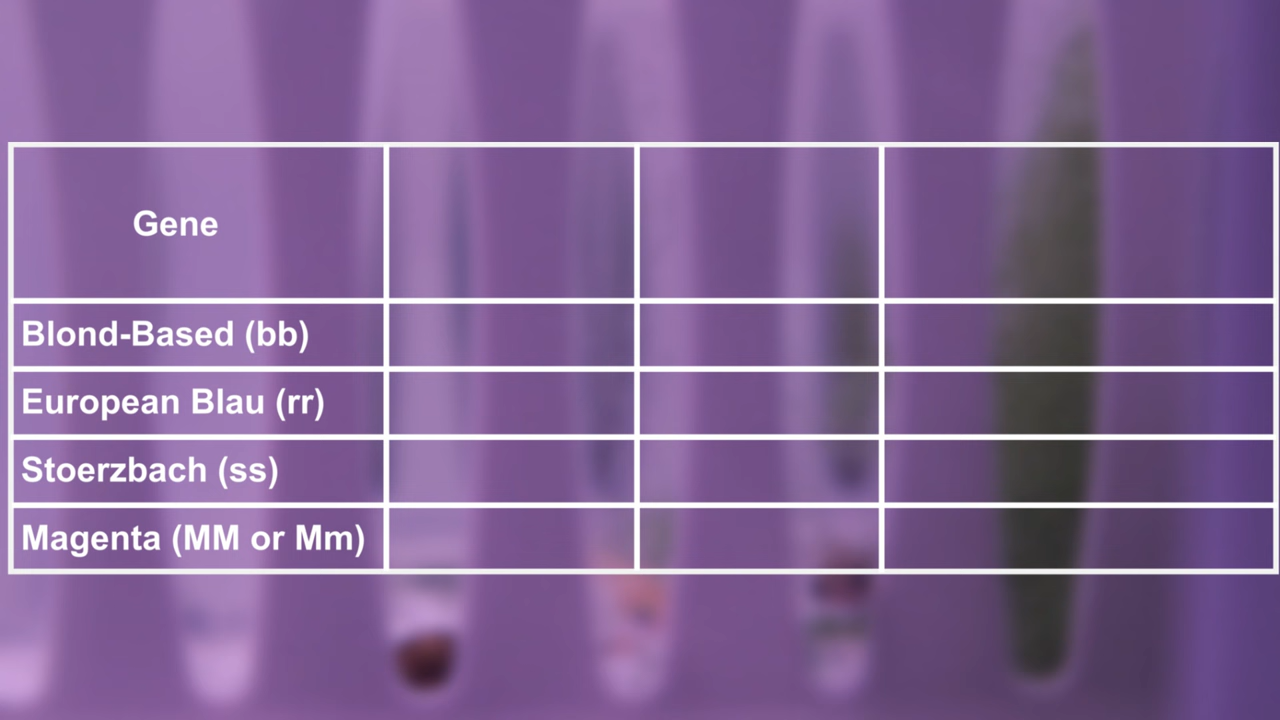 Gene
Blond-Based (bb)
European Blau (rr)
Stoerzbach (ss)
Magenta (MM or Mm)